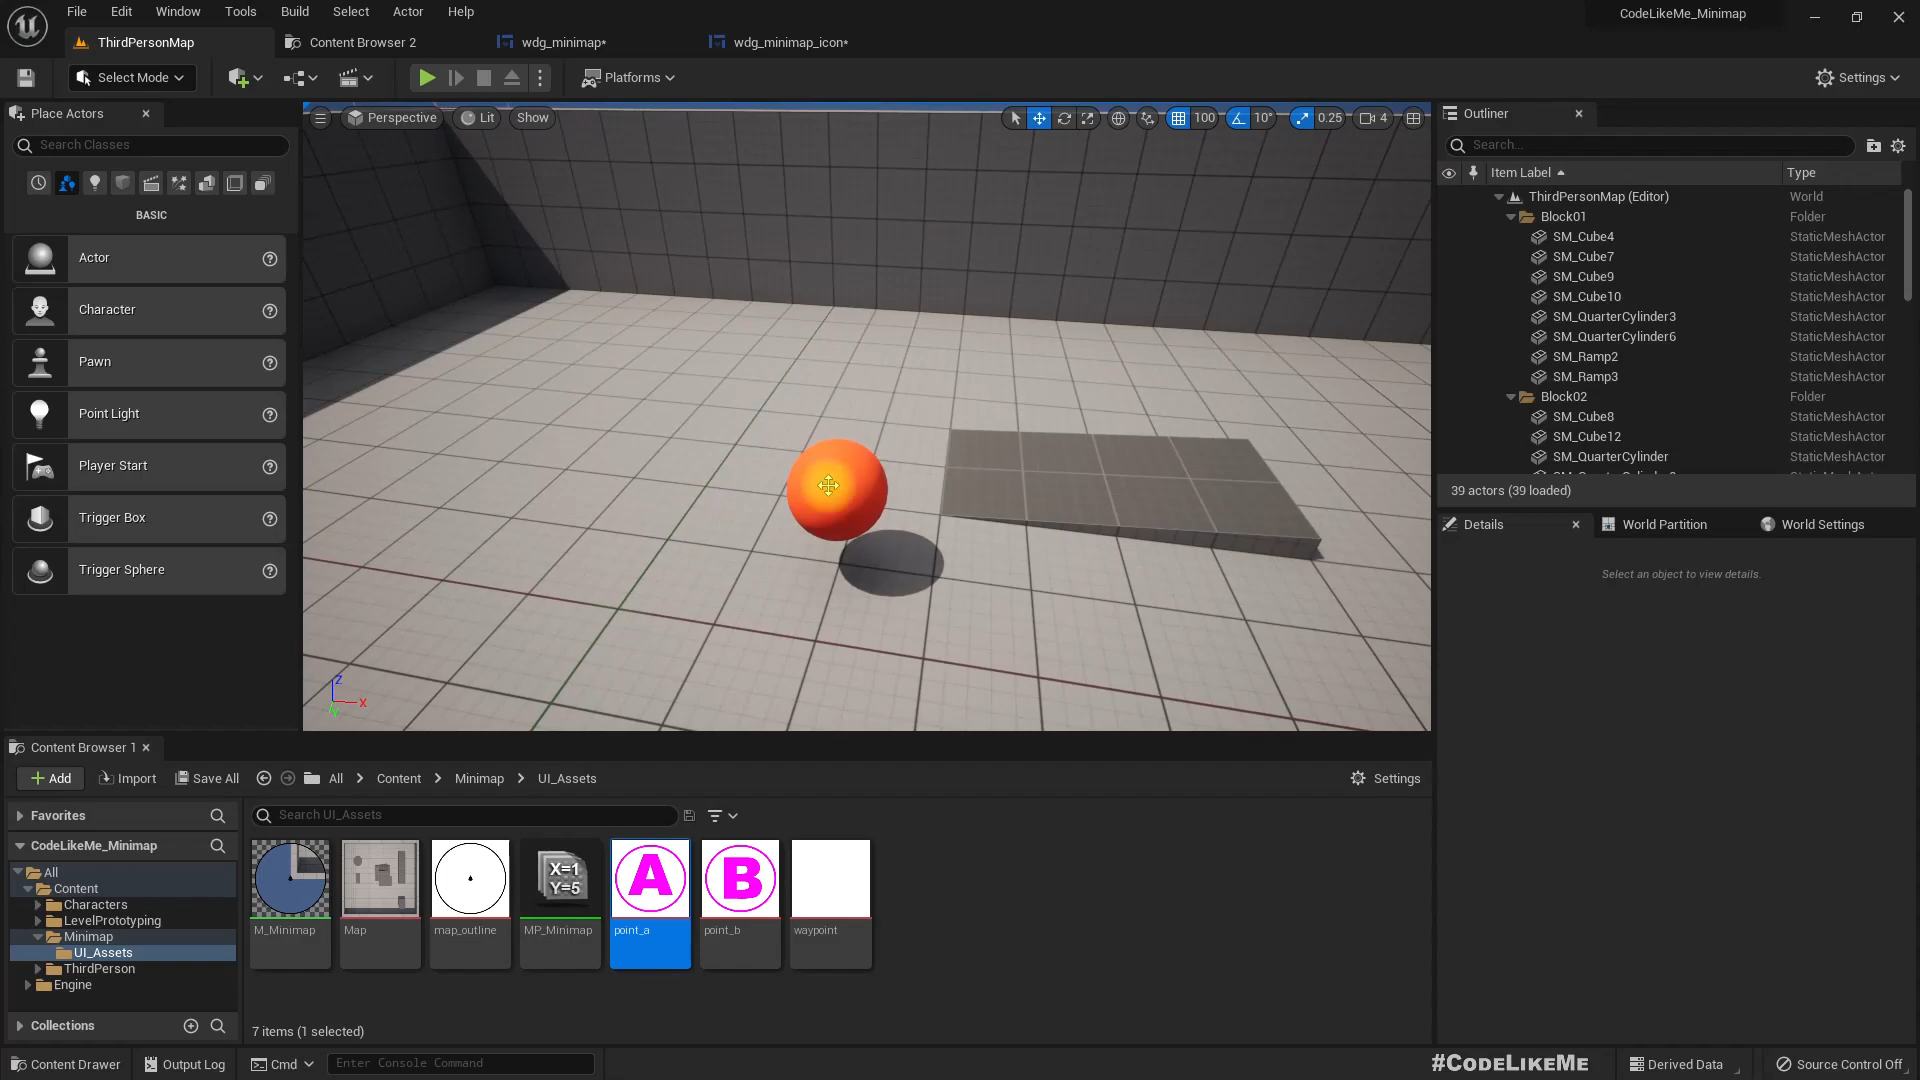 File Edit Window Tools Build Select Actor Help
CodeLikeMe_Minimap
ThirdPersonMap
Content Browser 2
wdg_minimap*
wdg_minimap_icon*
Select Mode
Platforms
Settings
Place Actors
Search Classes
BASIC
Actor
Character
Pawn
Point Light
Player Start
Trigger Box
Trigger Sphere
Perspective
Lit
Show
100
10°
0.25
4
Z
X
Y
Outliner
Search...
Item Label
Type
ThirdPersonMap (Editor) World
Block01 Folder
SM_Cube4 StaticMeshActor
SM_Cube7 StaticMeshActor
SM_Cube9 StaticMeshActor
SM_Cube10 StaticMeshActor
SM_QuarterCylinder3 StaticMeshActor
SM_QuarterCylinder6 StaticMeshActor
SM_Ramp2 StaticMeshActor
SM_Ramp3 StaticMeshActor
Block02 Folder
SM_Cube8 StaticMeshActor
SM_Cube12 StaticMeshActor
SM_QuarterCylinder StaticMeshActor
39 actors (39 loaded)
Details
World Partition
World Settings
Select an object to view details.
Content Browser 1
Add
Import
Save All
All
Content
Minimap
UI_Assets
Settings
Favorites
CodeLikeMe_Minimap
All
Content
Characters
LevelPrototyping
Minimap
UI_Assets
ThirdPerson
Engine
Collections
Search UI_Assets
X=1
Y=5
A
B
M_Minimap
Map
map_outline
MP_Minimap
point_a
point_b
waypoint
7 items (1 selected)
Content Drawer
Output Log
Cmd
Enter Console Command
#CodeLikeMe
Derived Data
Source Control Off